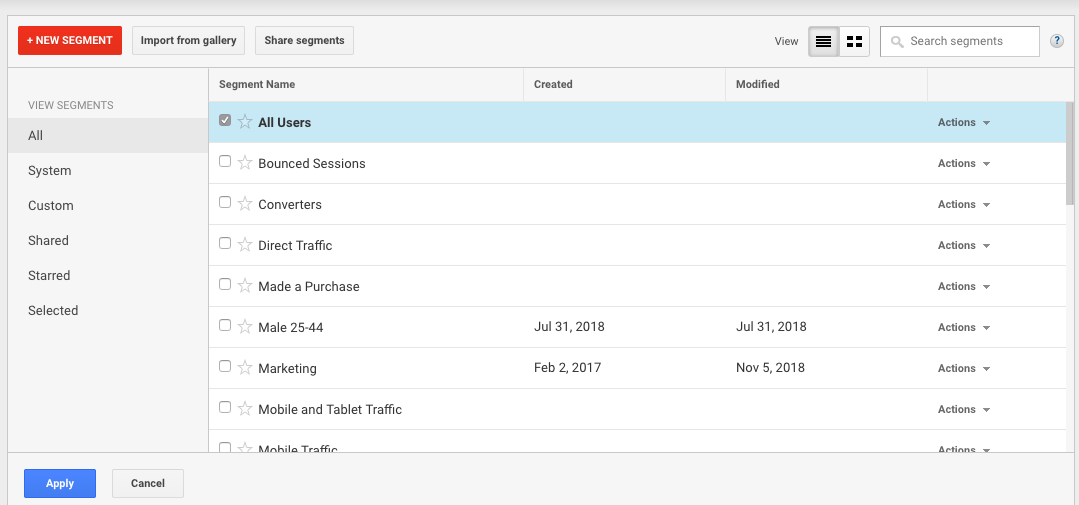 + NEW SEGMENT Import from gallery Share segments View Search segments ?
VIEW SEGMENTS
All
System
Custom
Shared
Starred
Selected
Segment Name Created Modified
All Users Actions
Bounced Sessions Actions
Converters Actions
Direct Traffic Actions
Made a Purchase Actions
Male 25-44 Jul 31, 2018 Jul 31, 2018 Actions
Marketing Feb 2, 2017 Nov 5, 2018 Actions
Mobile and Tablet Traffic Actions
Mobile Traffic Actions
Apply Cancel